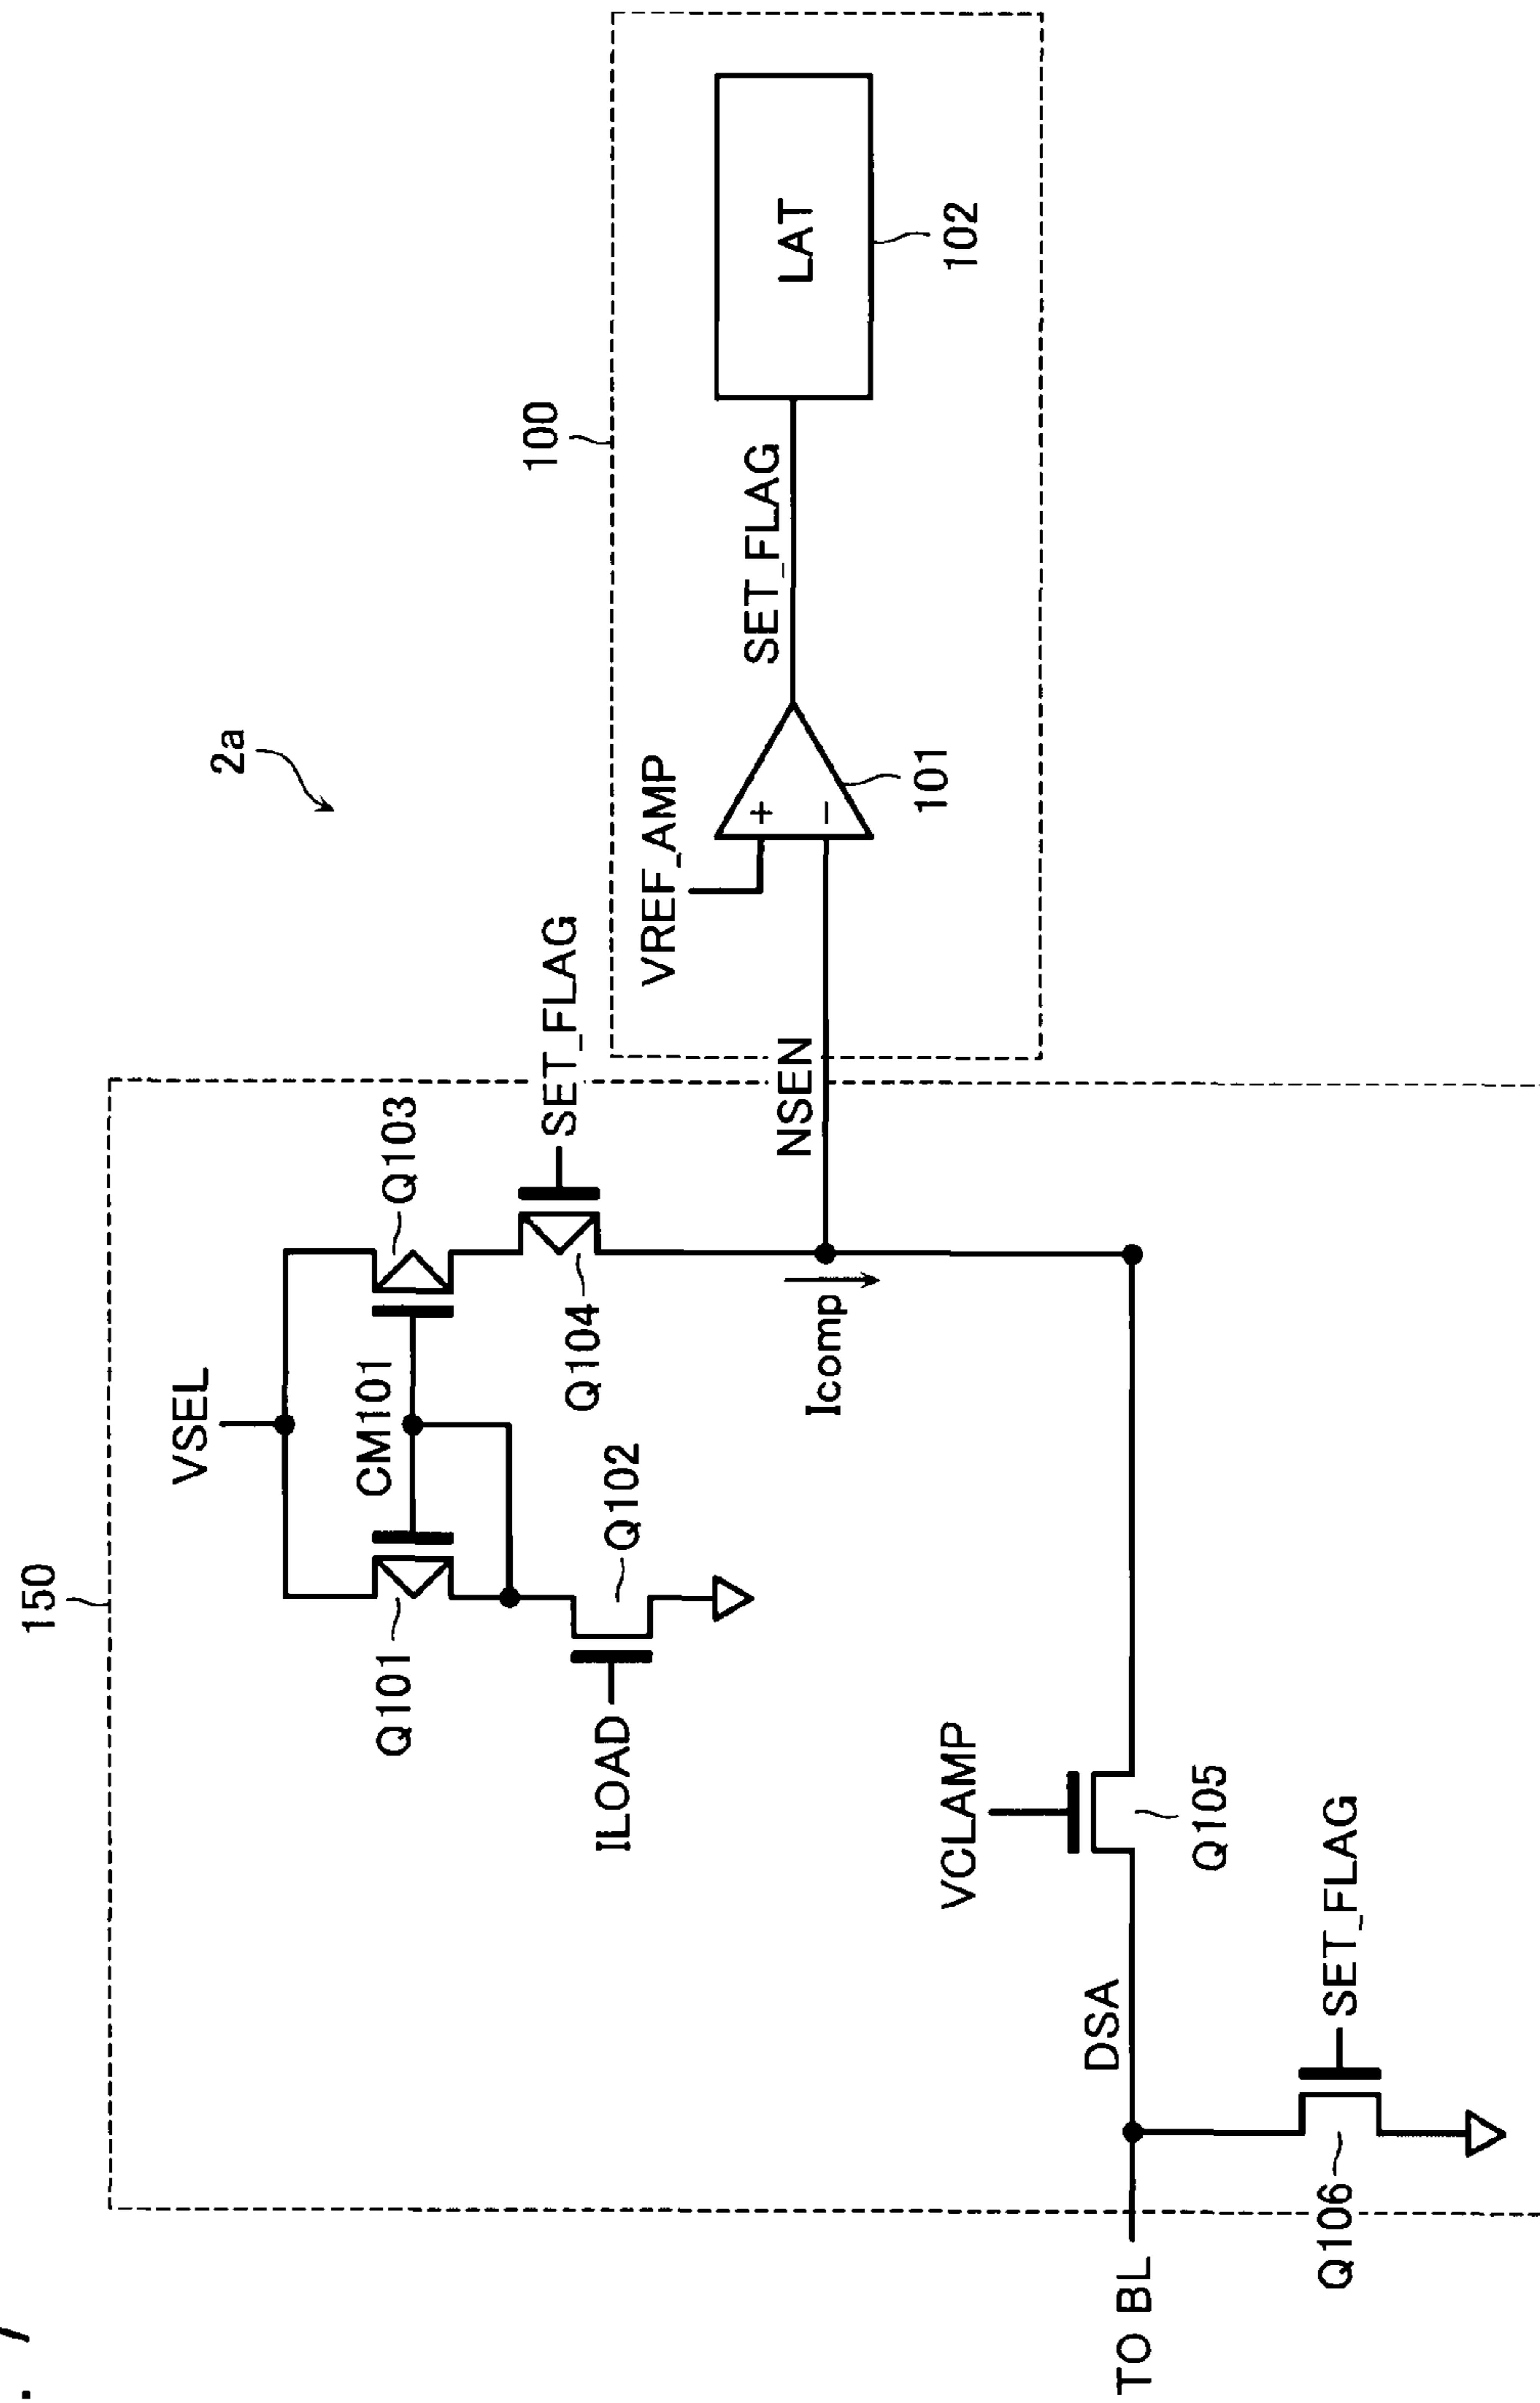 2a
150
VSEL
100
Q101
CM101
Q103
SET_FLAG
ILOAD
Q102
Q104
VREF_AMP
SET_FLAG
LAT
Icomp
NSEN
+
−
101
102
VCLAMP
DSA
Q105
TO BL
SET_FLAG
Q106